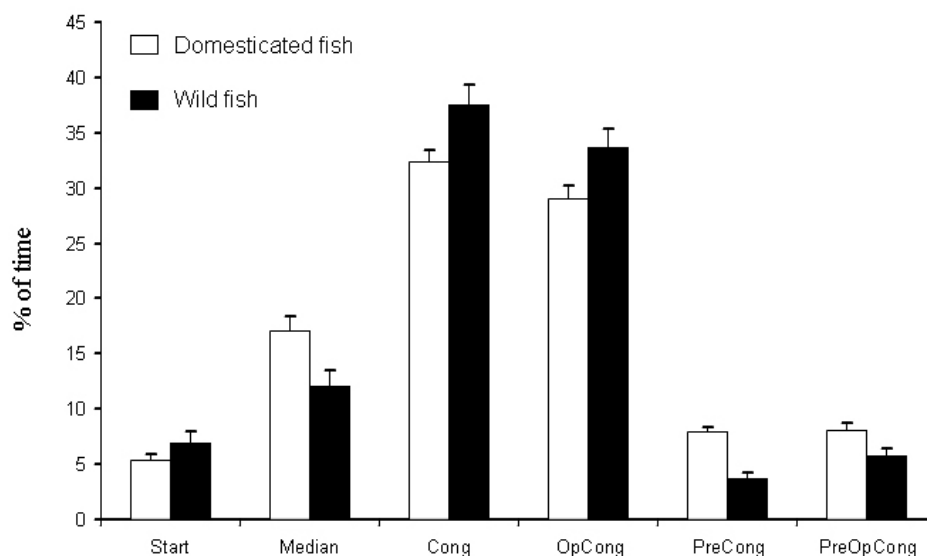 45
40
35
30
25
20
15
10
5
0
% of time
Domesticated fish
Wild fish
Start Median Cong OpCong PreCong PreOpCong